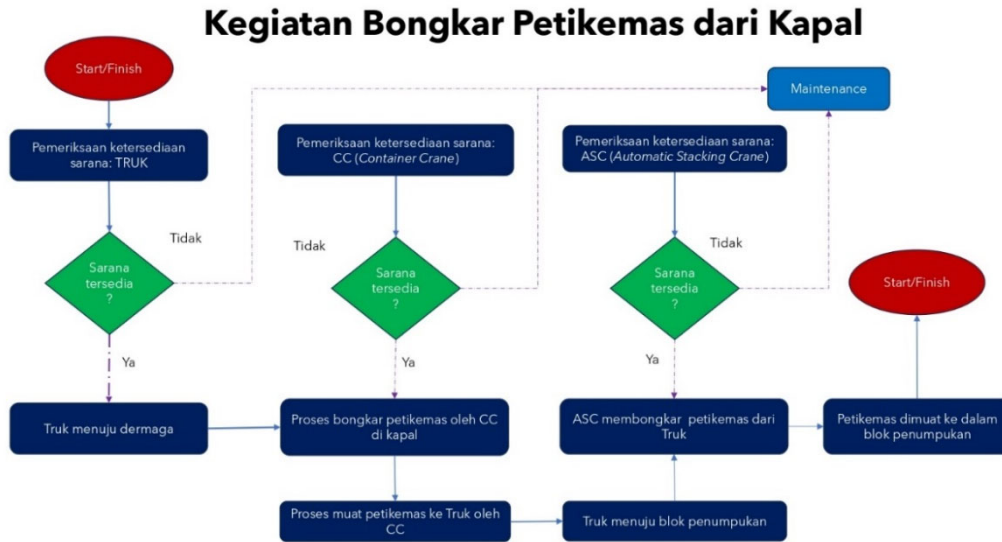 Kegiatan Bongkar Petikemas dari Kapal
Start/Finish
Maintenance
Pemeriksaan ketersediaan
sarana: TRUK
Pemeriksaan ketersediaan sarana:
CC (Container Crane)
Pemeriksaan ketersediaan sarana:
ASC (Automatic Stacking Crane)
Tidak
Tidak
Tidak
Sarana
tersedia
?
Sarana
tersedia
?
Sarana
tersedia
?
Start/Finish
Ya
Ya
Ya
Truk menuju dermaga
Proses bongkar petikemas oleh CC
di kapal
ASC membongkar petikemas dari
Truk
Petikemas dimuat ke dalam
blok penumpukan
Proses muat petikemas ke Truk oleh
CC
Truk menuju blok penumpukan